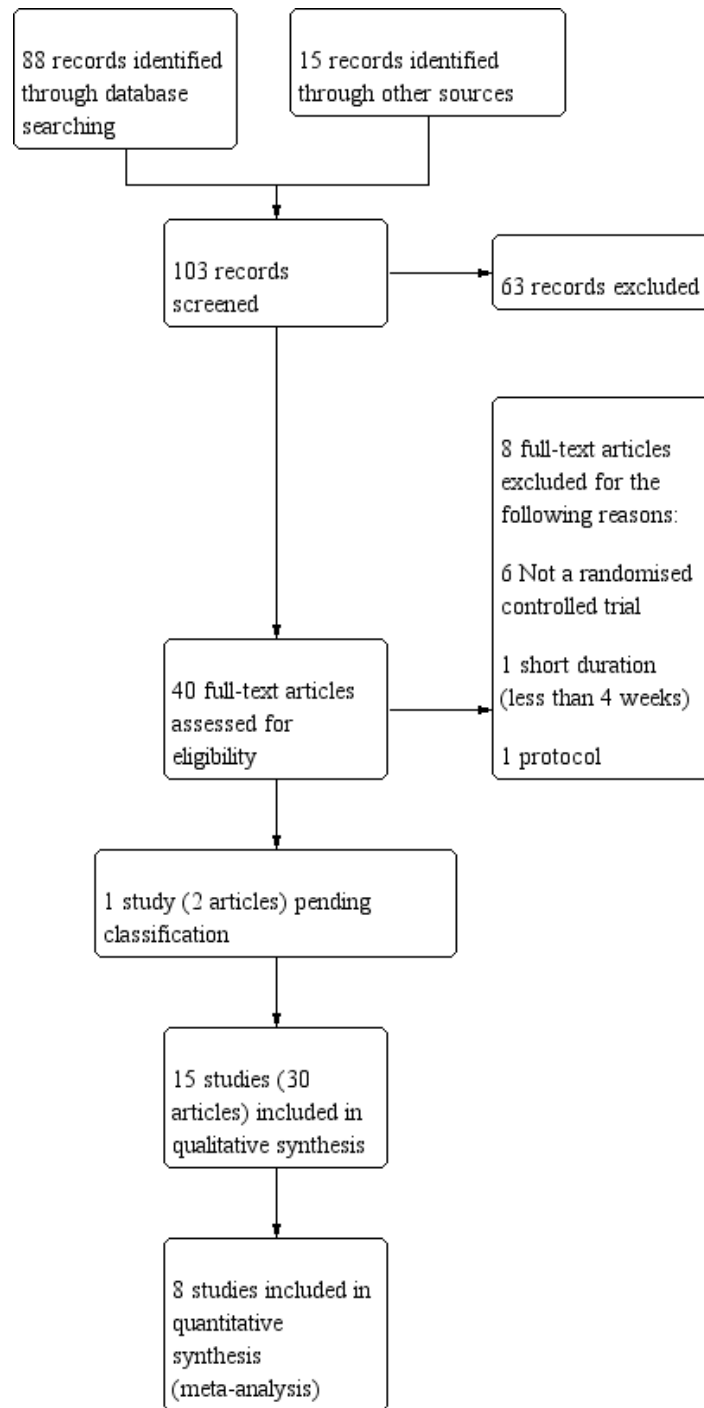 88 records identified
through database
searching
15 records identified
through other sources
103 records
screened
63 records excluded
8 full-text articles
excluded for the
following reasons:
6 Not a randomised
controlled trial
1 short duration
(less than 4 weeks)
1 protocol
40 full-text articles
assessed for
eligibility
1 study (2 articles) pending
classification
15 studies (30
articles) included in
qualitative synthesis
8 studies included in
quantitative
synthesis
(meta-analysis)